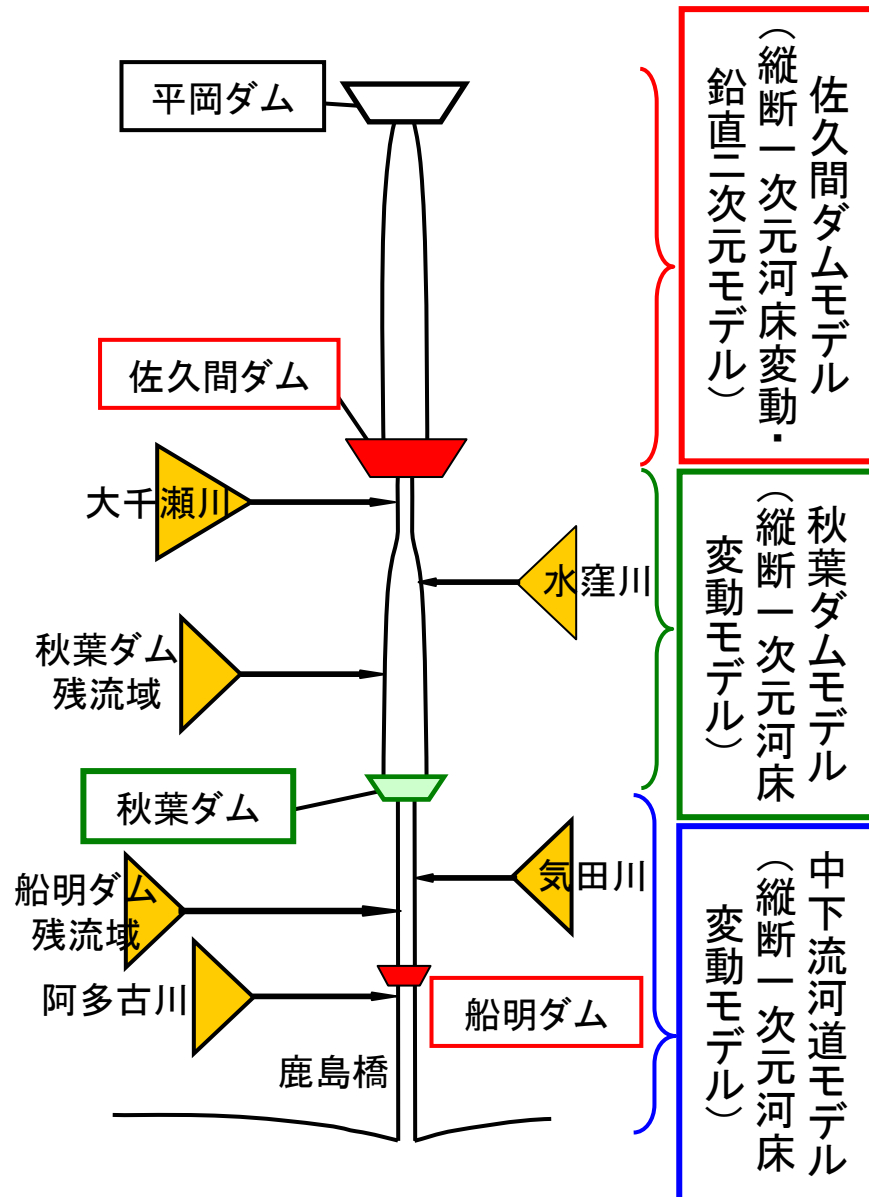 平岡ダム
佐久間ダム
大千瀬川
水窪川
秋葉ダム
残流域
秋葉ダム
気田川
船明ダム
残流域
阿多古川
船明ダム
鹿島橋
佐久間ダムモデル
（縦断一次元河床変動・
鉛直二次元モデル）
秋葉ダムモデル
（縦断一次元河床
変動モデル）
中下流河道モデル
（縦断一次元河床
変動モデル）